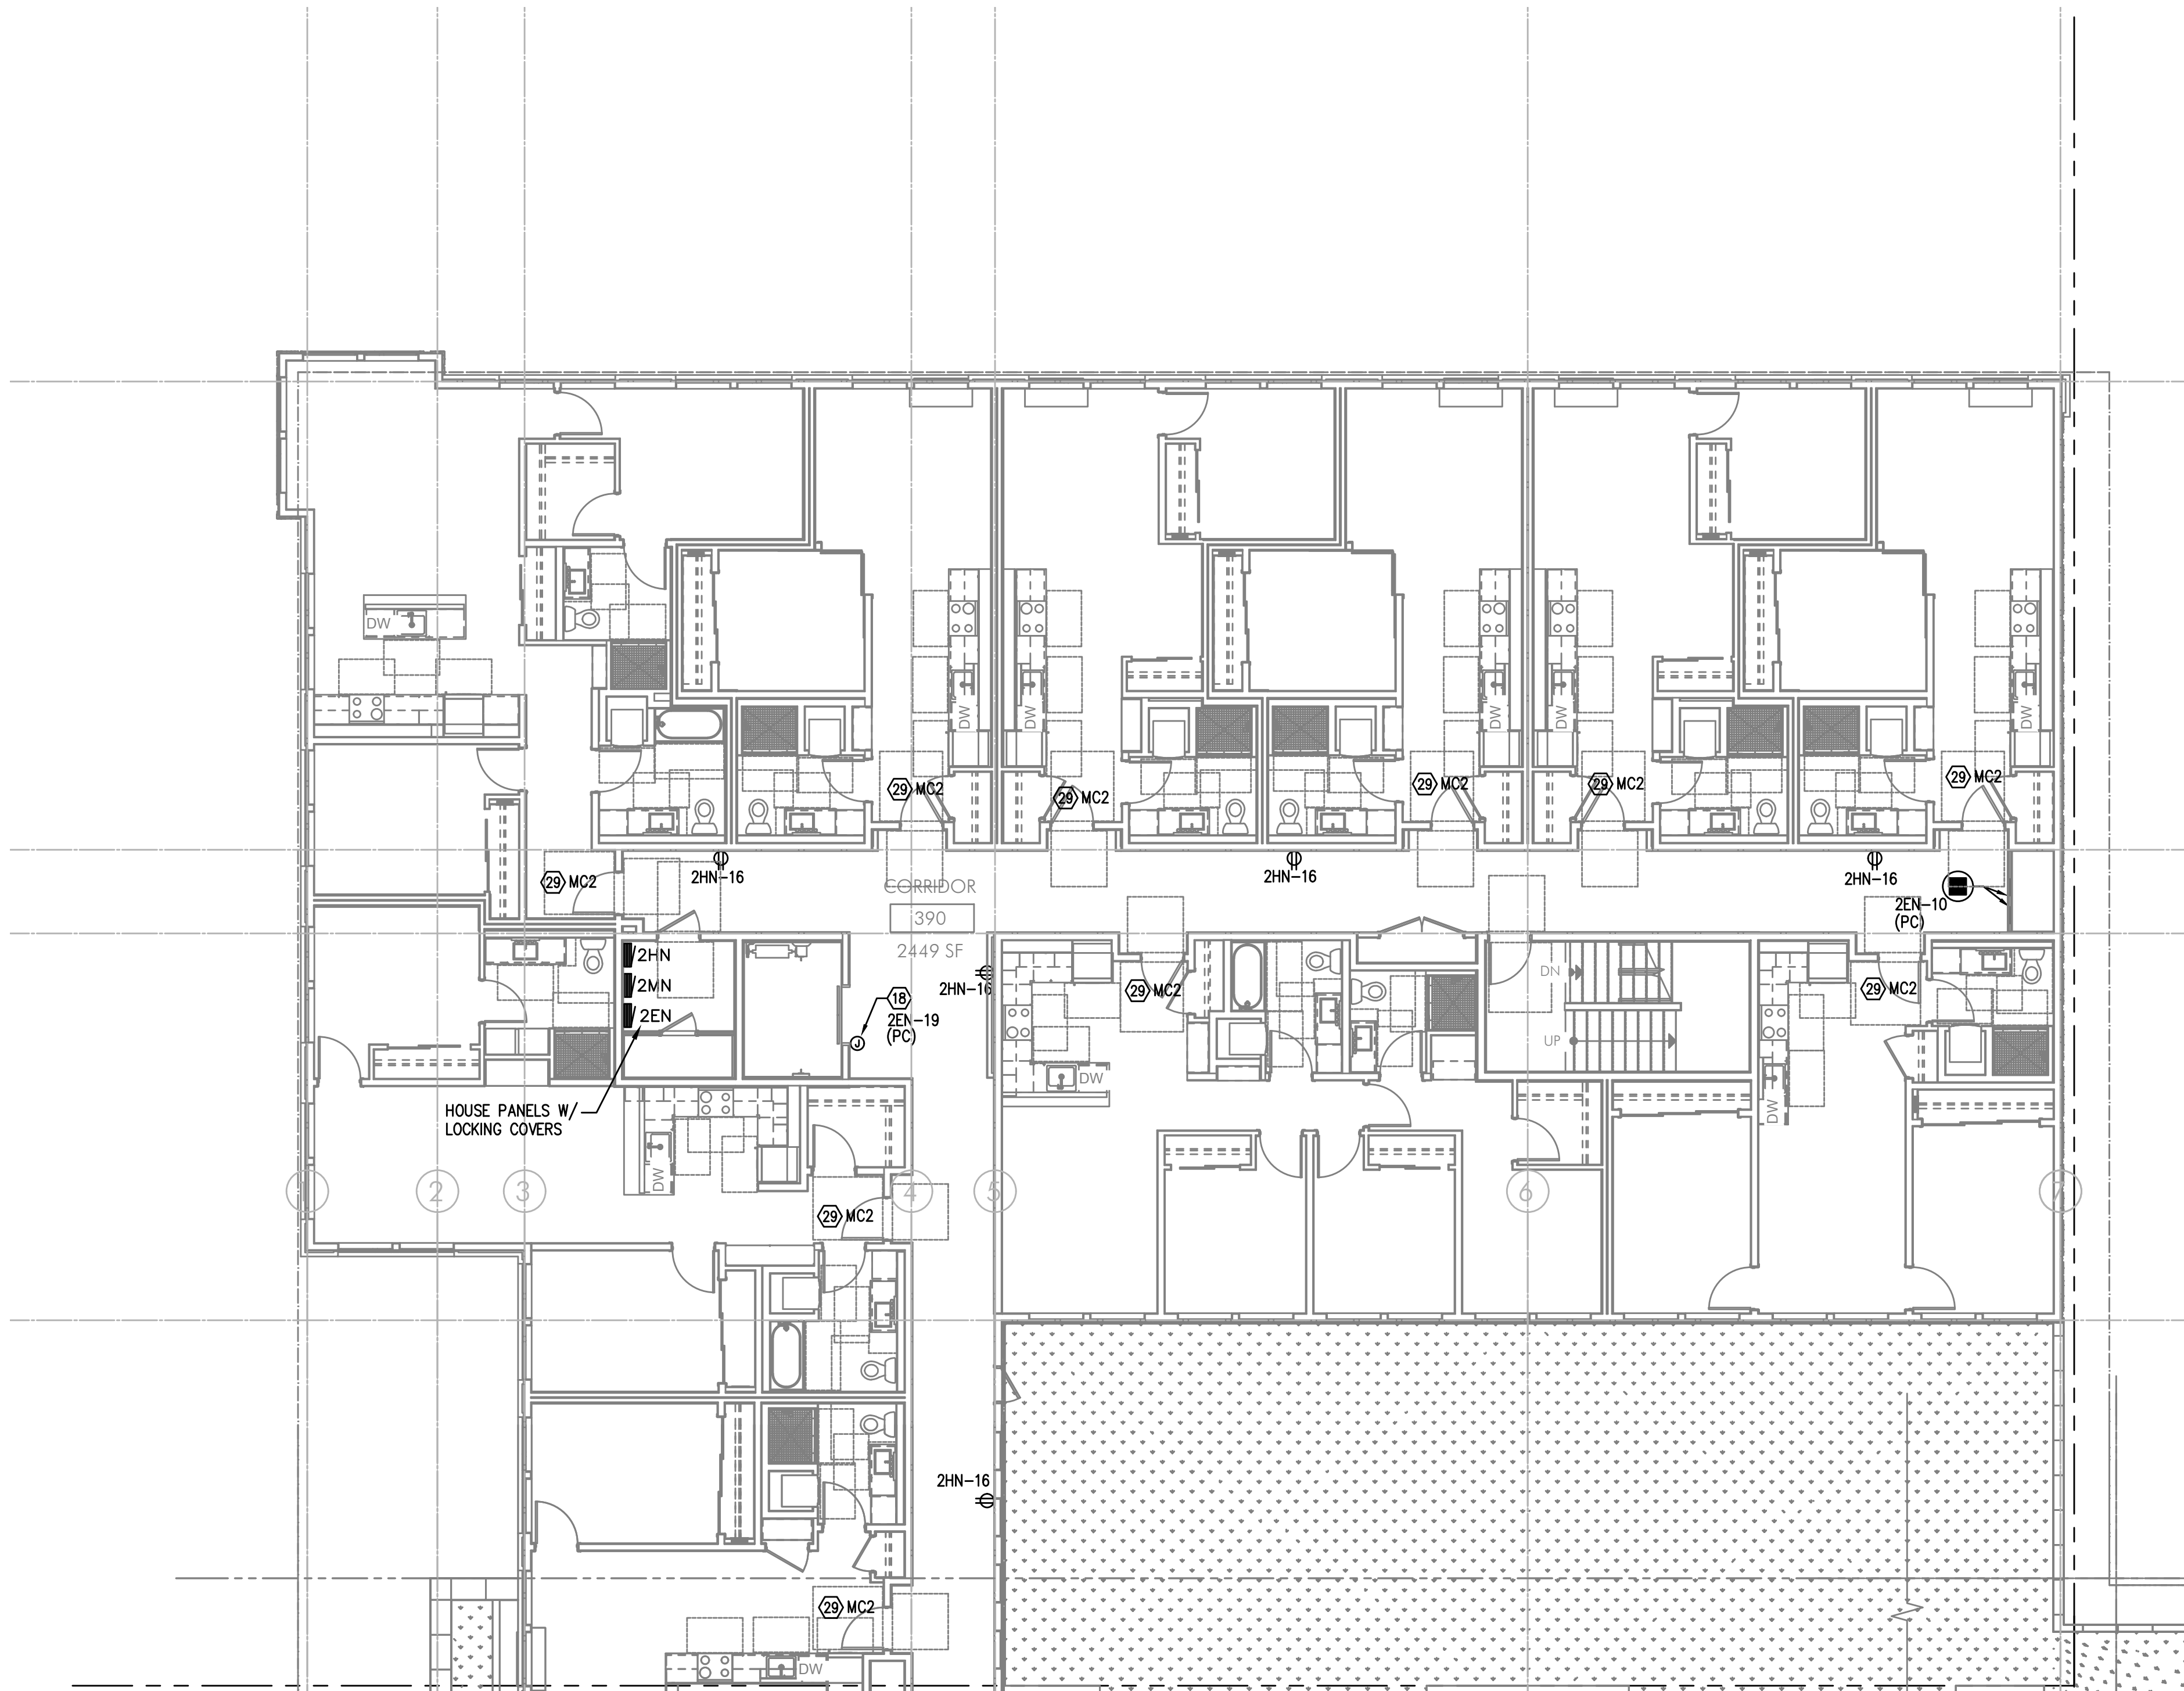 DW
DW
DW
DW
DW
DW
29 MC2
29 MC2
29 MC2
29 MC2
29 MC2
29 MC2
2HN-16
2HN-16
2HN-16
CORRIDOR
390
2449 SF
2EN-10
(PC)
2HN
2MN
2EN
2HN-16
18
2EN-19
(PC)
J
29 MC2
29 MC2
DN
UP
DW
DW
HOUSE PANELS W/
LOCKING COVERS
DW
1
2
3
4
5
6
7
29 MC2
2HN-16
29 MC2
DW